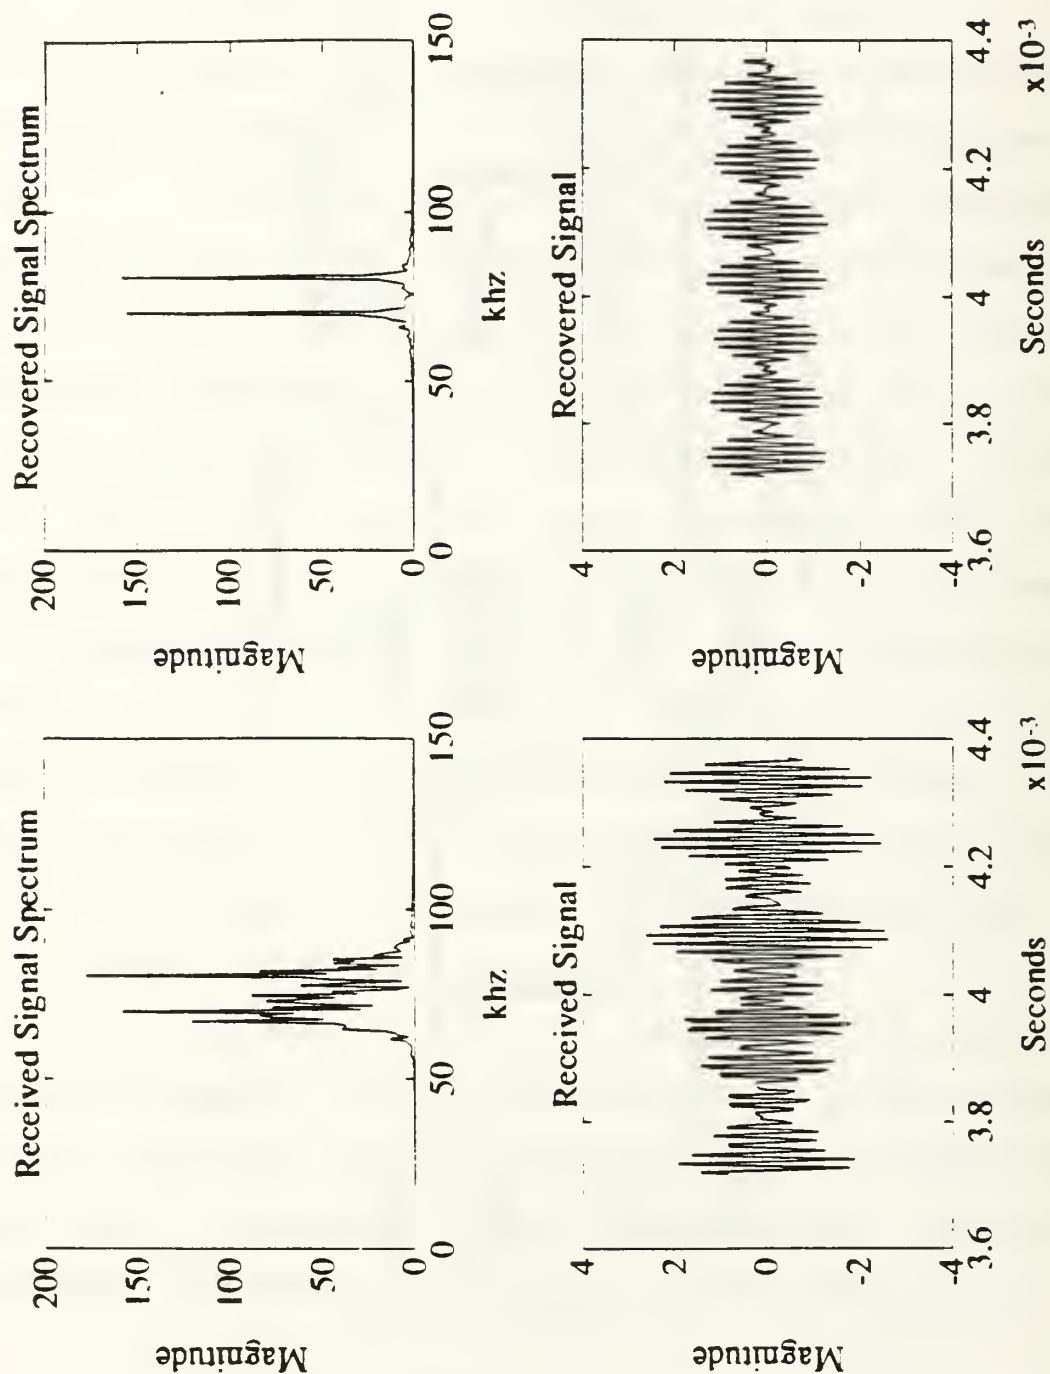 Received Signal Spectrum
Magnitude
200
150
100
50
0
0 50 100 150
khz
Recovered Signal Spectrum
Magnitude
200
150
100
50
0
0 50 100 150
khz
Received Signal
Magnitude
4
2
0
-2
-4
3.6 3.8 4 4.2 4.4
Seconds x10-3
Recovered Signal
Magnitude
4
2
0
-2
-4
3.6 3.8 4 4.2 4.4
Seconds x10-3